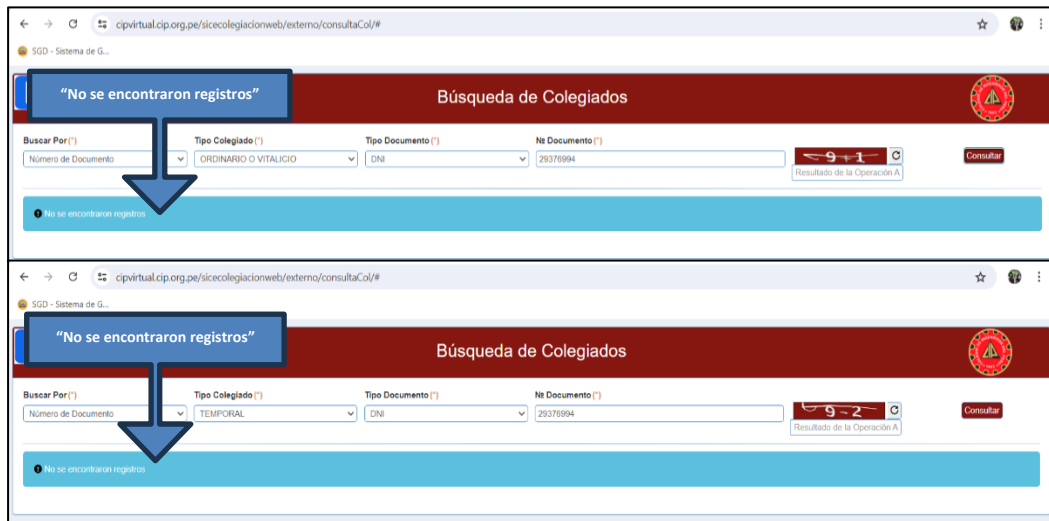 cipvirtual.cip.org.pe/sicecolegiacionweb/externo/consultaCol/#
SGD - Sistema de G...
“No se encontraron registros”
Búsqueda de Colegiados
Buscar Por(*) Tipo Colegiado(*) Tipo Documento(*) № Documento(*)
Número de Documento ORDINARIO O VITALICIO DNI 29376994 9+1 Consultar
Resultado de la Operación A
No se encontraron registros
cipvirtual.cip.org.pe/sicecolegiacionweb/externo/consultaCol/#
SGD - Sistema de G...
“No se encontraron registros”
Búsqueda de Colegiados
Buscar Por(*) Tipo Colegiado(*) Tipo Documento(*) № Documento(*)
Número de Documento TEMPORAL DNI 29376994 9-2 Consultar
Resultado de la Operación A
No se encontraron registros